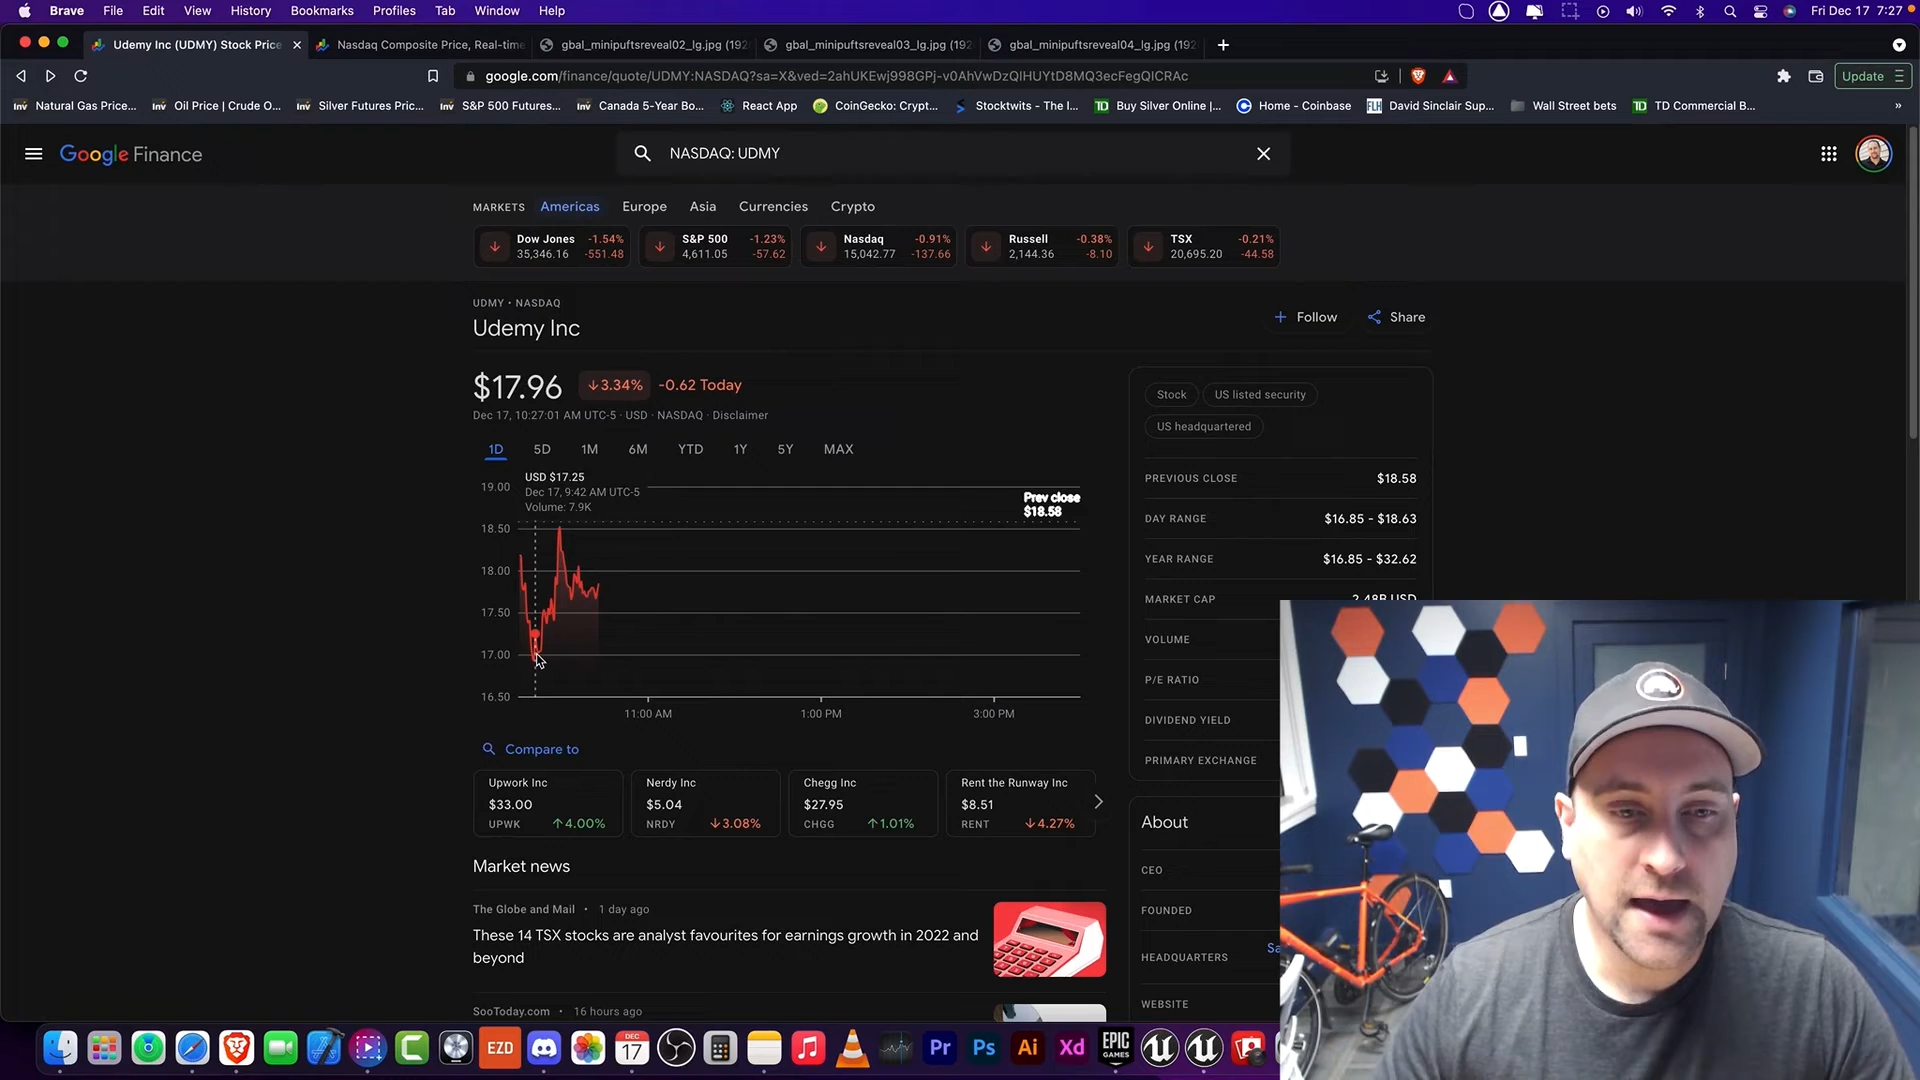 Brave File Edit View History Bookmarks Profiles Tab Window Help Fri Dec 17 7:27
Udemy Inc (UDMY) Stock Price Nasdaq Composite Price, Real-time gbal_minipuftsreveal02_lg.jpg (192 gbal_minipuftsreveal03_lg.jpg (192 gbal_minipuftsreveal04_lg.jpg (192
google.com/finance/quote/UDMY:NASDAQ?sa=X&ved=2ahUKEwj998GPj-v0AhVwDzQIHUYtD8MQ3ecFegQICRAc Update
Natural Gas Price... Oil Price | Crude O... Silver Futures Pric... S&P 500 Futures... Canada 5-Year Bo... React App CoinGecko: Crypt... Stocktwits - The I... Buy Silver Online |... Home - Coinbase David Sinclair Sup... Wall Street bets TD Commercial B... »
Google Finance NASDAQ: UDMY
MARKETS Americas Europe Asia Currencies Crypto
Dow Jones -1.54% S&P 500 -1.23% Nasdaq -0.91% Russell -0.38% TSX -0.21%
35,346.16 -551.48 4,611.05 -57.62 15,042.77 -137.66 2,144.36 -8.10 20,695.20 -44.58
UDMY • NASDAQ
Udemy Inc
Follow Share
$17.96 ↓3.34% -0.62 Today
Dec 17, 10:27:01 AM UTC-5 · USD · NASDAQ · Disclaimer
1D 5D 1M 6M YTD 1Y 5Y MAX
USD $17.25
Dec 17, 9:42 AM UTC-5
Volume: 7.9K
Prev close
$18.58
19.00
18.50
18.00
17.50
17.00
16.50
11:00 AM 1:00 PM 3:00 PM
Compare to
Upwork Inc
$33.00
UPWK ↑4.00%
Nerdy Inc
$5.04
NRDY ↓3.08%
Chegg Inc
$27.95
CHGG ↑1.01%
Rent the Runway Inc
$8.51
RENT ↓4.27%
Market news
The Globe and Mail • 1 day ago
These 14 TSX stocks are analyst favourites for earnings growth in 2022 and
beyond
SooToday.com • 16 hours ago
Stock US listed security
US headquartered
PREVIOUS CLOSE $18.58
DAY RANGE $16.85 - $18.63
YEAR RANGE $16.85 - $32.62
MARKET CAP 2.48B USD
VOLUME
P/E RATIO
DIVIDEND YIELD
PRIMARY EXCHANGE
About
CEO
FOUNDED
HEADQUARTERS Sa
WEBSITE
EZD DEC 17 Pr Ps Ai Xd EPIC GAMES